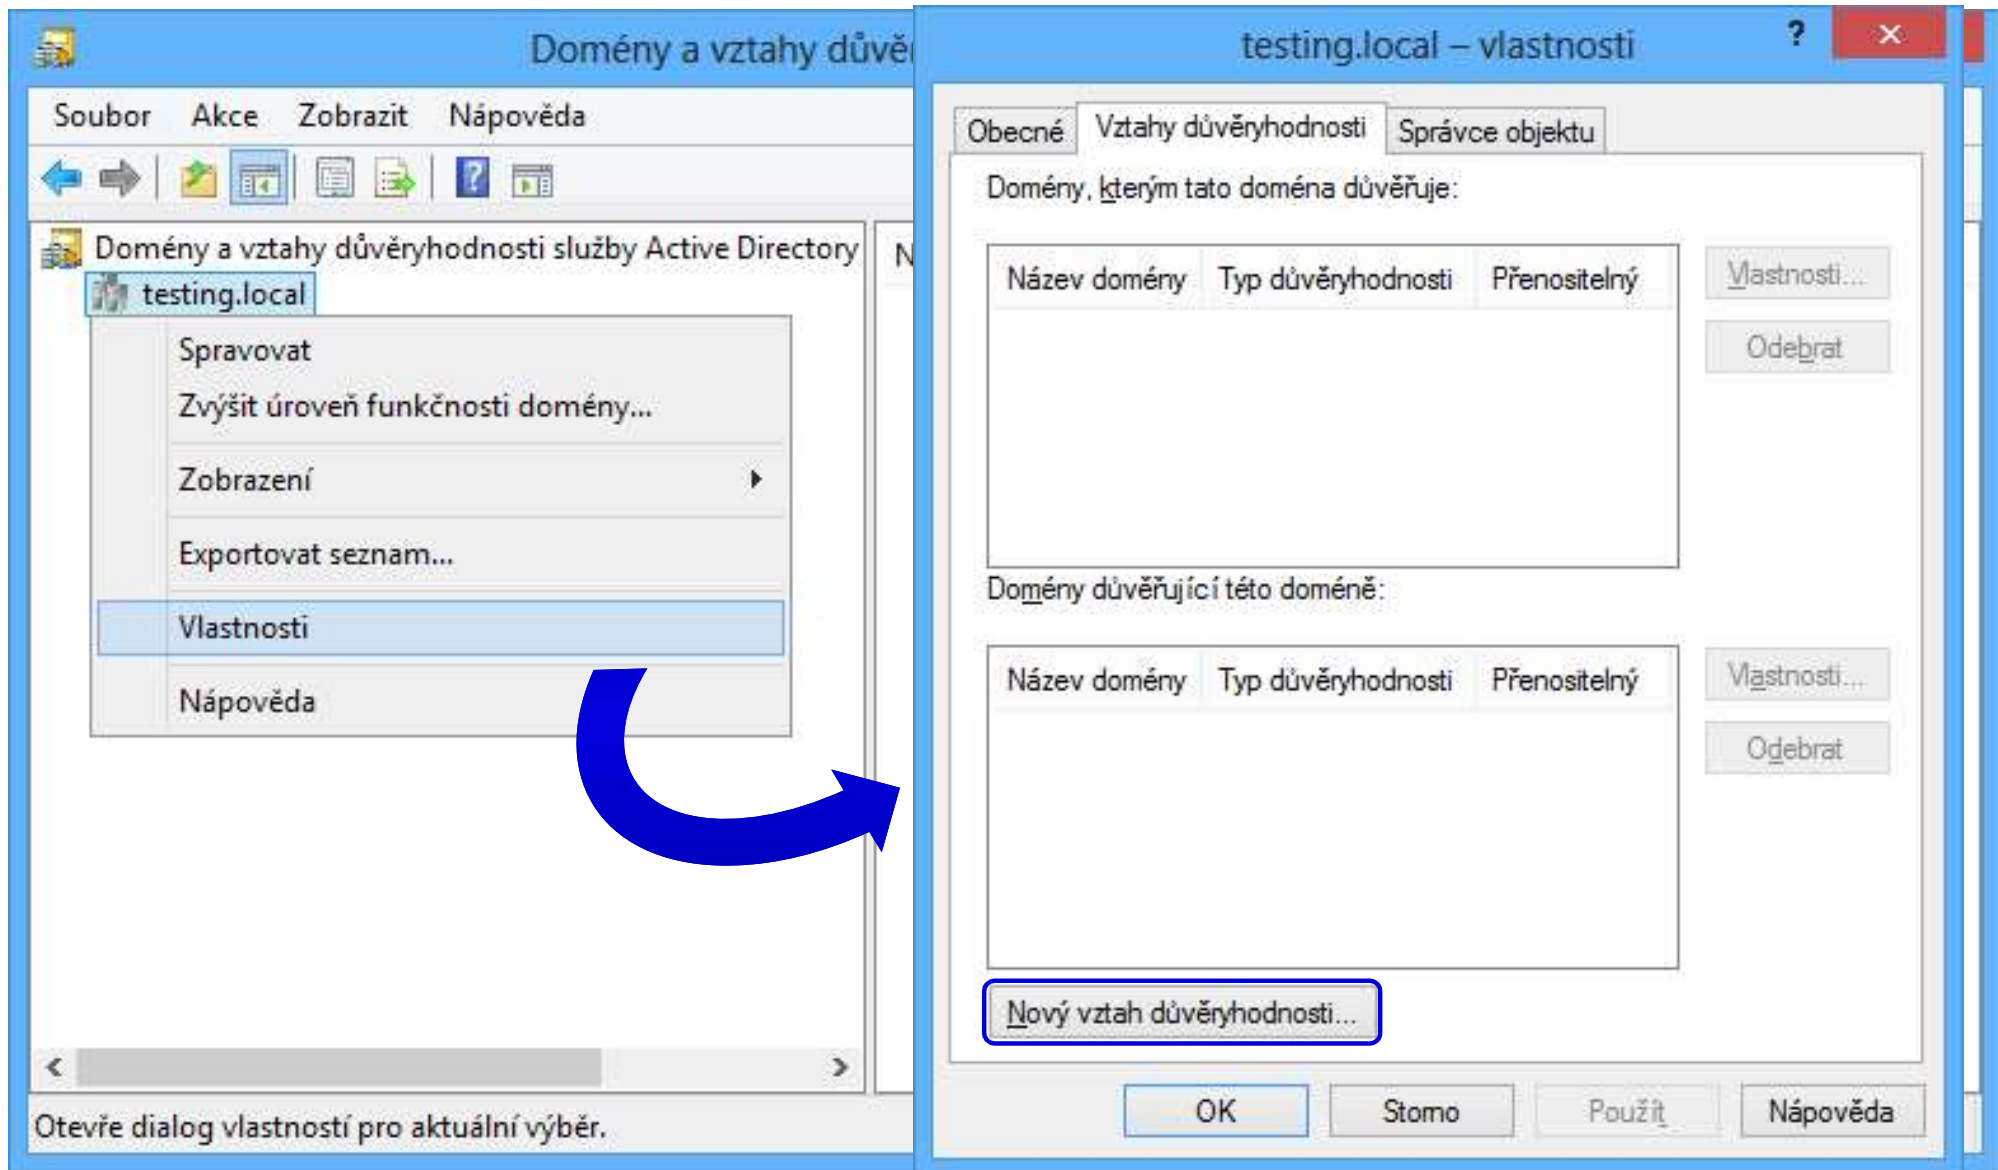 Domény a vztahy důvě
Soubor Akce Zobrazit Nápověda
Domény a vztahy důvěryhodnosti služby Active Directory
N
testing.local
Spravovat
Zvýšit úroveň funkčnosti domény...
Zobrazení
Exportovat seznam...
Vlastnosti
Nápověda
Otevře dialog vlastností pro aktuální výběr.
testing.local – vlastnosti
?
Obecné Vztahy důvěryhodnosti Správce objektu
Domény, kterým tato doména důvěřuje:
Název domény Typ důvěryhodnosti Přenositelný
Vlastnosti...
Odebrat
Domény důvěřující této doméně:
Název domény Typ důvěryhodnosti Přenositelný
Vlastnosti...
Odebrat
Nový vztah důvěryhodnosti...
OK Storno Použít Nápověda